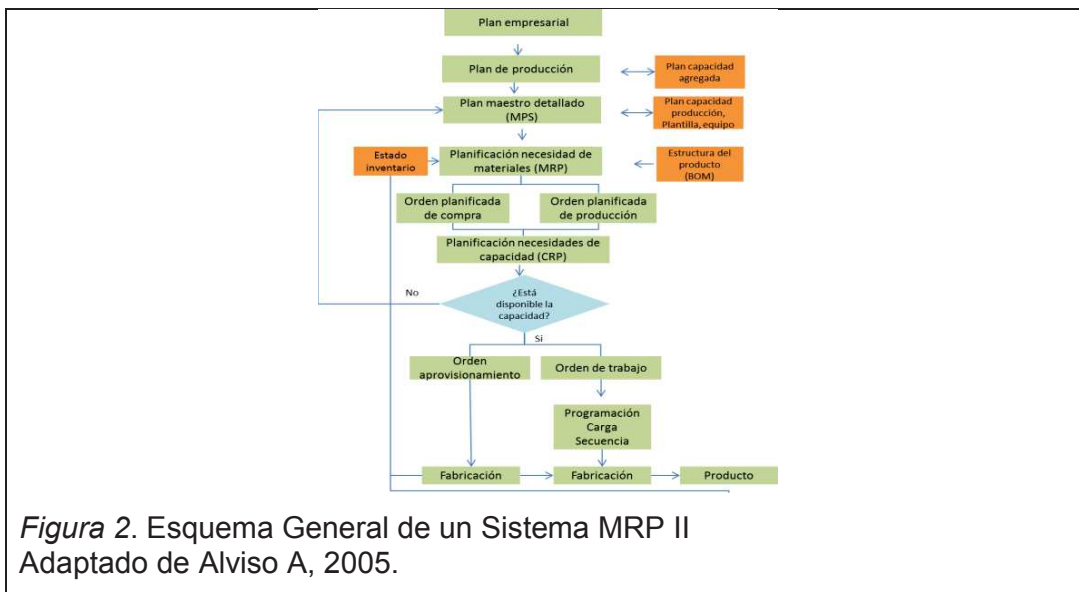 Plan empresarial
Plan de producción
Plan capacidad
agregada
Plan maestro detallado
(MPS)
Plan capacidad
producción,
Plantilla, equipo
Estado
inventario
Planificación necesidad de
materiales (MRP)
Estructura del
producto
(BOM)
Orden planificada
de compra
Orden planificada
de producción
Planificación necesidades de
capacidad (CRP)
No
¿Está
disponible la
capacidad?
Si
Orden
aprovisionamiento
Orden de trabajo
Programación
Carga
Secuencia
Fabricación
Fabricación
Producto
Figura 2. Esquema General de un Sistema MRP II
Adaptado de Alviso A, 2005.